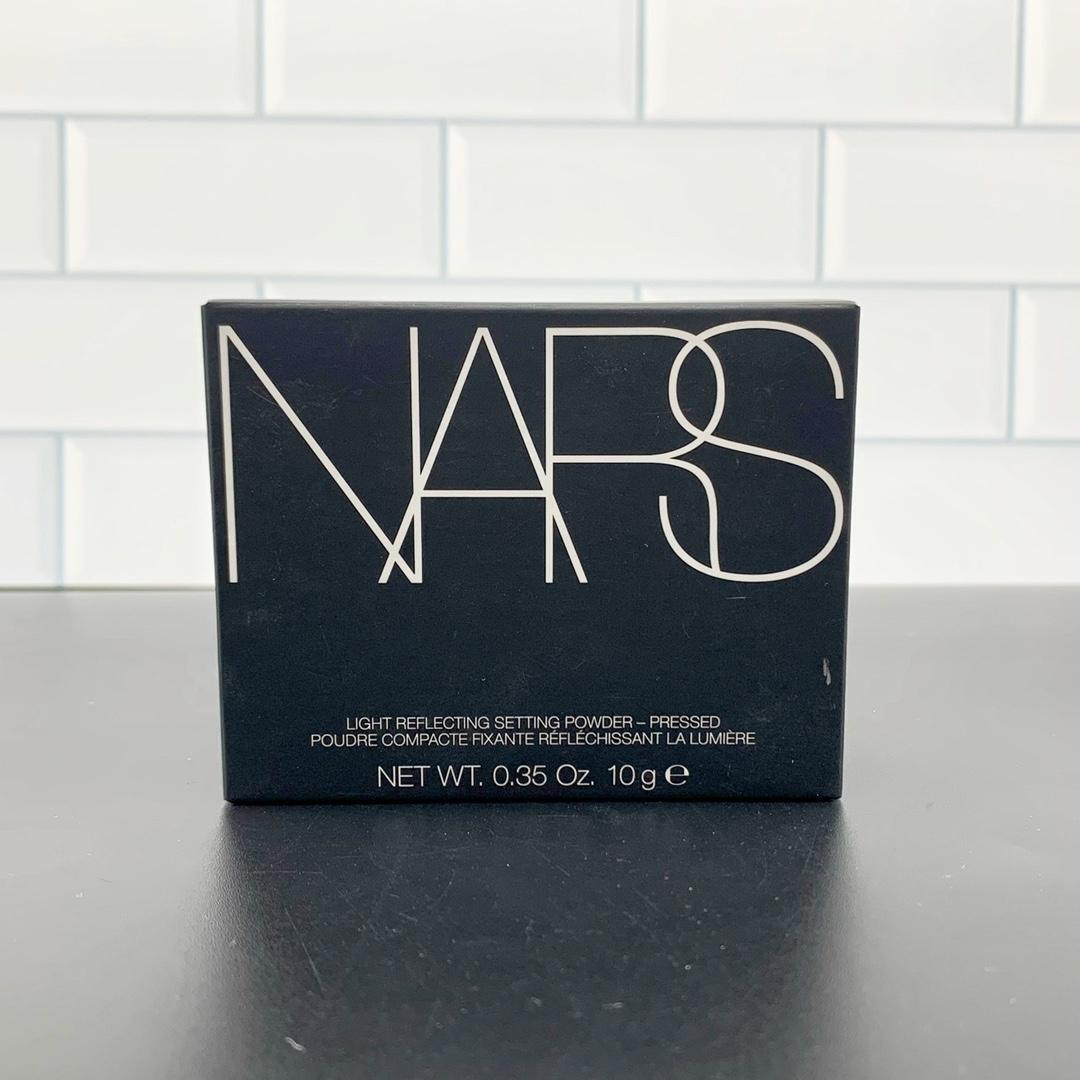 NARS
LIGHT REFLECTING SETTING POWDER – PRESSED
POUDRE COMPACTE FIXANTE RÉFLÉCHISSANT LA LUMIÈRE
NET WT. 0.35 Oz. 10 g ℮